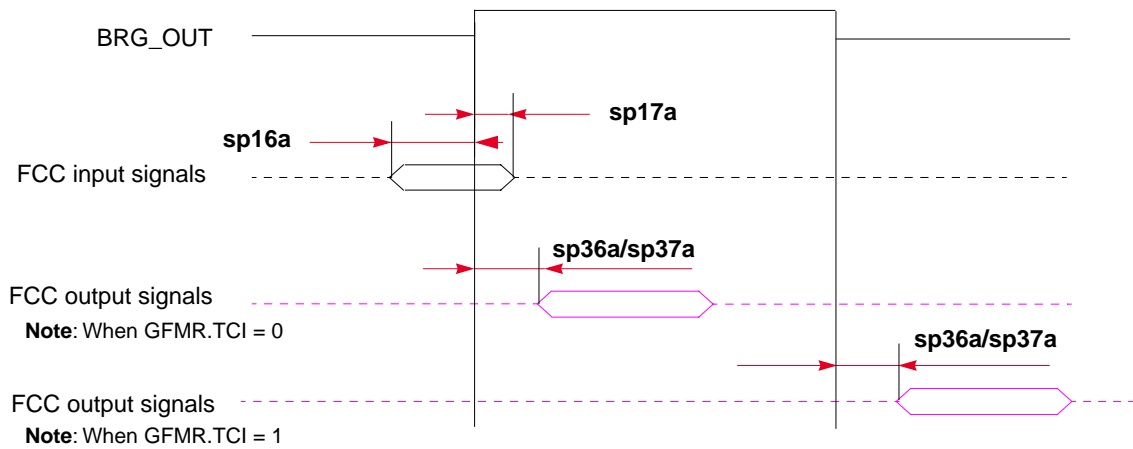 BRG_OUT
sp17a
sp16a
FCC input signals
sp36a/sp37a
FCC output signals
Note: When GFMR.TCI = 0
sp36a/sp37a
FCC output signals
Note: When GFMR.TCI = 1